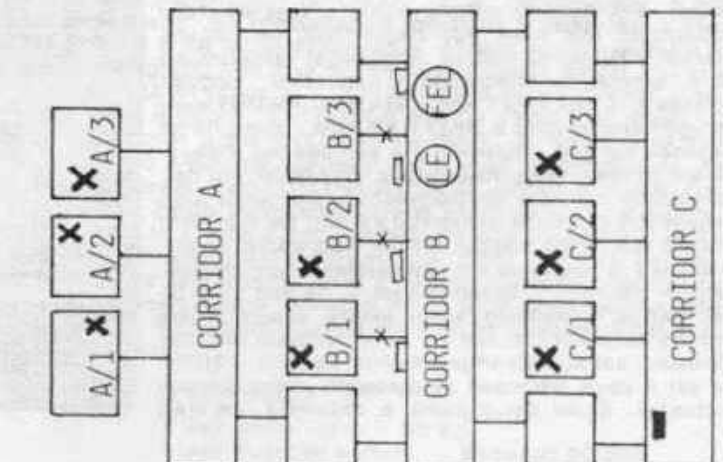 A/3
A/2
A/1
CORRIDOR A
B/3
B/2
B/1
FEL
LE
CORRIDOR B
C/3
C/2
C/1
CORRIDOR C